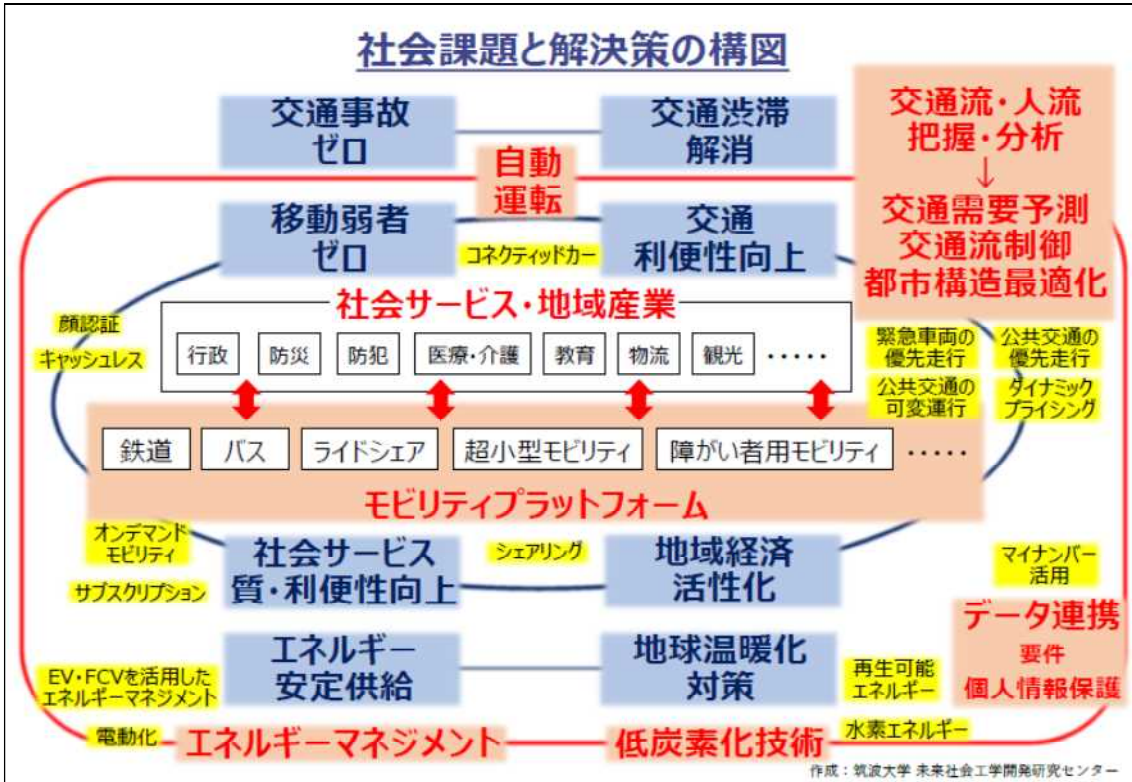 社会課題と解決策の構図
交通事故
ゼロ
交通渋滞
解消
交通流・人流
把握・分析
↓
交通需要予測
交通流制御
都市構造最適化
自動
運転
移動弱者
ゼロ
交通
利便性向上
コネクティッドカー
社会サービス・地域産業
顔認証
キャッシュレス
行政
防災
防犯
医療・介護
教育
物流
観光
・・・・・
緊急車両の
優先走行
公共交通の
優先走行
公共交通の
可変運行
ダイナミック
プライシング
鉄道
バス
ライドシェア
超小型モビリティ
障がい者用モビリティ
・・・・・
モビリティプラットフォーム
オンデマンド
モビリティ
サブスクリプション
社会サービス
質・利便性向上
シェアリング
地域経済
活性化
マイナンバー
活用
データ連携
要件
個人情報保護
EV・FCVを活用した
エネルギーマネジメント
エネルギー
安定供給
地球温暖化
対策
再生可能
エネルギー
電動化
エネルギーマネジメント
低炭素化技術
水素エネルギー
作成：筑波大学 未来社会工学開発研究センター